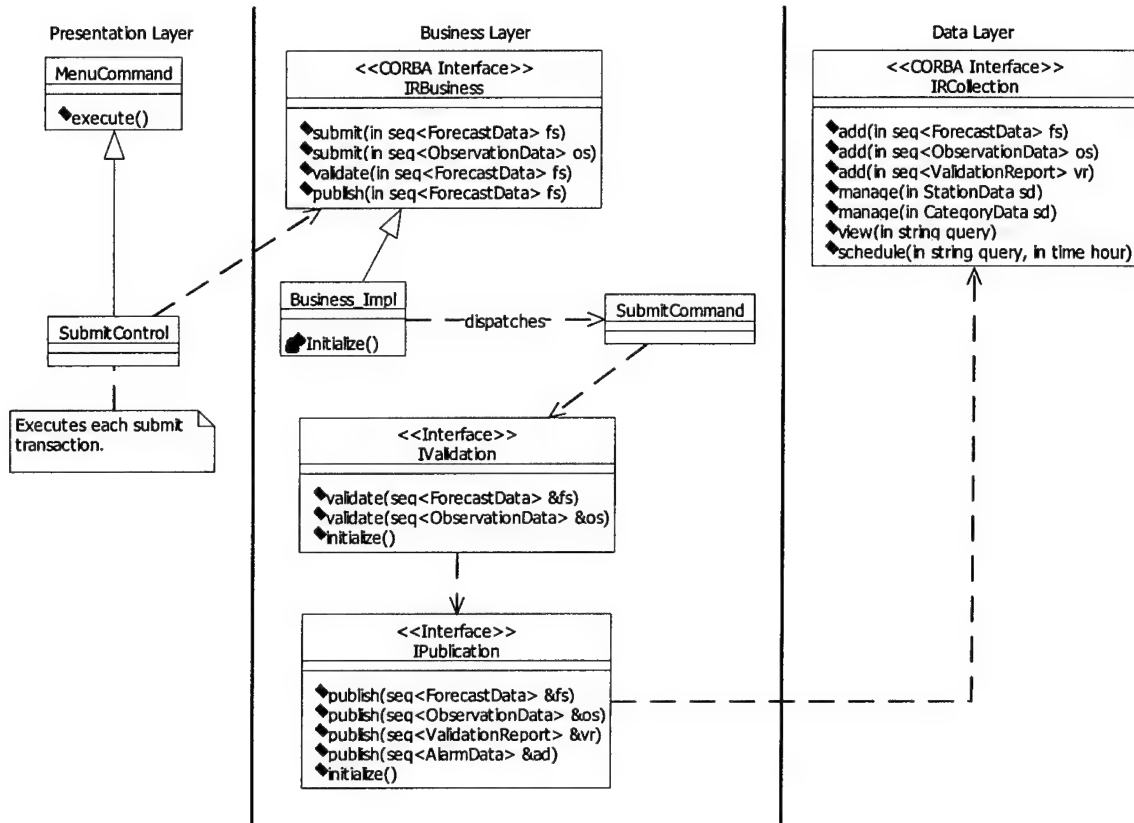 Presentation Layer
MenuCommand
execute()
SubmitControl
Executes each submit
transaction.
Business Layer
<<CORBA Interface>>
IRBusiness
submit(in seq<ForecastData> fs)
submit(in seq<ObservationData> os)
validate(in seq<ForecastData> fs)
publish(in seq<ForecastData> fs)
Business_Impl
Initialize()
dispatches
SubmitCommand
<<Interface>>
IValidation
validate(seq<ForecastData> &fs)
validate(seq<ObservationData> &os)
initialize()
<<Interface>>
IPublication
publish(seq<ForecastData> &fs)
publish(seq<ObservationData> &os)
publish(seq<ValidationReport> &vr)
publish(seq<AlarmData> &ad)
initialize()
Data Layer
<<CORBA Interface>>
IRCollection
add(in seq<ForecastData> fs)
add(in seq<ObservationData> os)
add(in seq<ValidationReport> vr)
manage(in StationData sd)
manage(in CategoryData sd)
view(in string query)
schedule(in string query, in time hour)